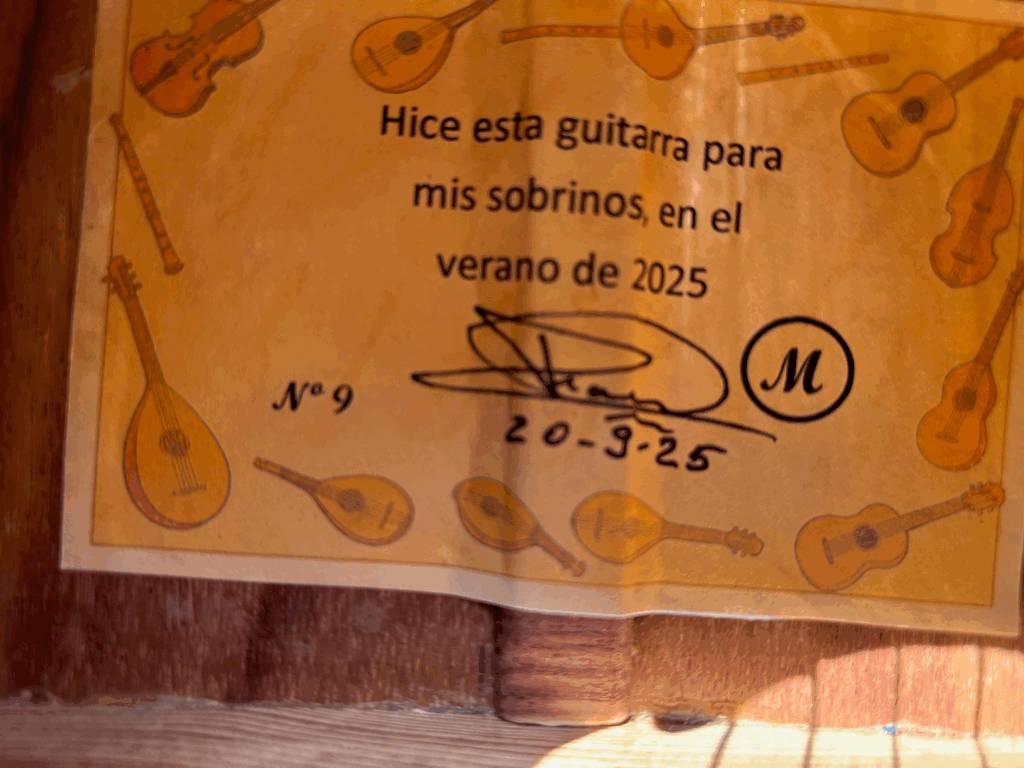 Hice esta guitarra para
mis sobrinos, en el
verano de 2025
M
Nº 9
20-9-25